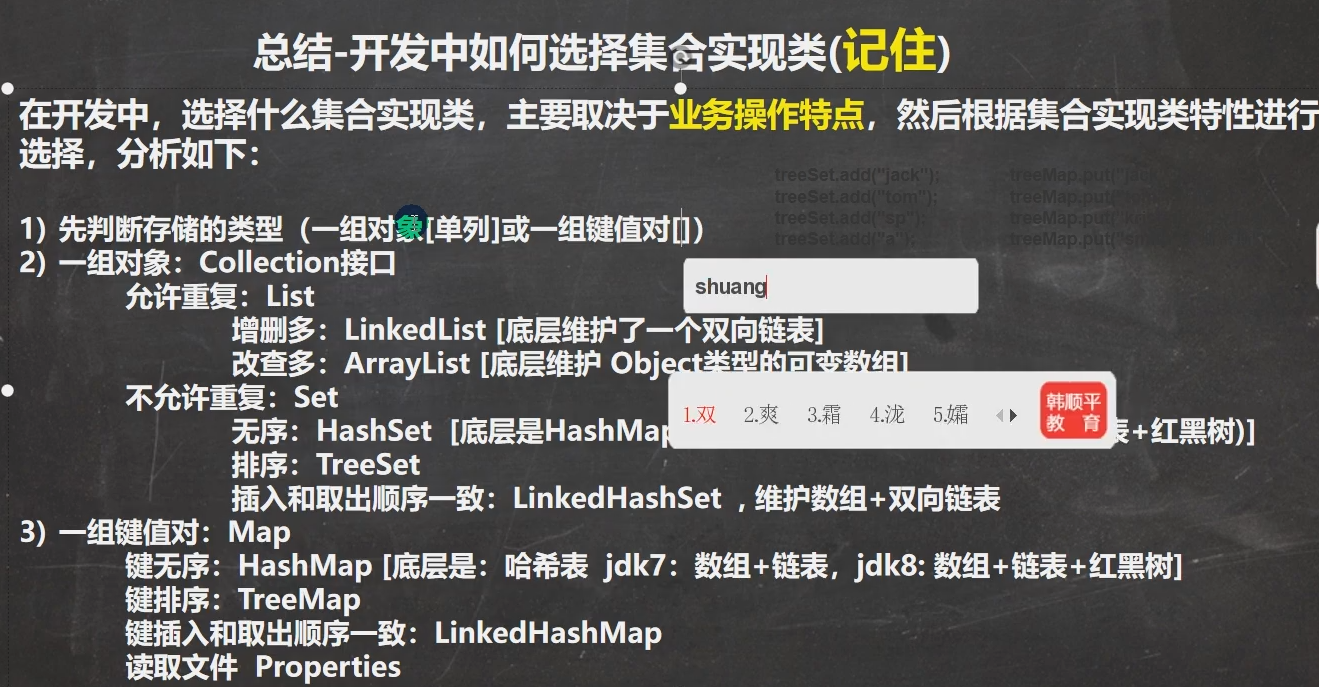 总结-开发中如何选择集合实现类(记住)
在开发中，选择什么集合实现类，主要取决于业务操作特点，然后根据集合实现类特性进行
选择，分析如下：
treeSet.add("jack"); treeMap.put("jack
treeSet.add("tom"); treeMap.put("tom
treeSet.add("sp"); treeMap.put(
treeSet.add("a"); treeMap.put("sm
1) 先判断存储的类型（一组对象[单列]或一组键值对[]）
2) 一组对象：Collection接口
允许重复：List
shuang
增删多：LinkedList [底层维护了一个双向链表]
改查多：ArrayList [底层维护 Object类型的可变数组]
不允许重复：Set
1.双 2.爽 3.霜 4.泷 5.孀
韩顺平
教 育
无序：HashSet [底层是HashMap 表+红黑树)]
排序：TreeSet
插入和取出顺序一致：LinkedHashSet , 维护数组+双向链表
3) 一组键值对：Map
键无序：HashMap [底层是：哈希表 jdk7：数组+链表，jdk8: 数组+链表+红黑树]
键排序：TreeMap
键插入和取出顺序一致：LinkedHashMap
读取文件 Properties